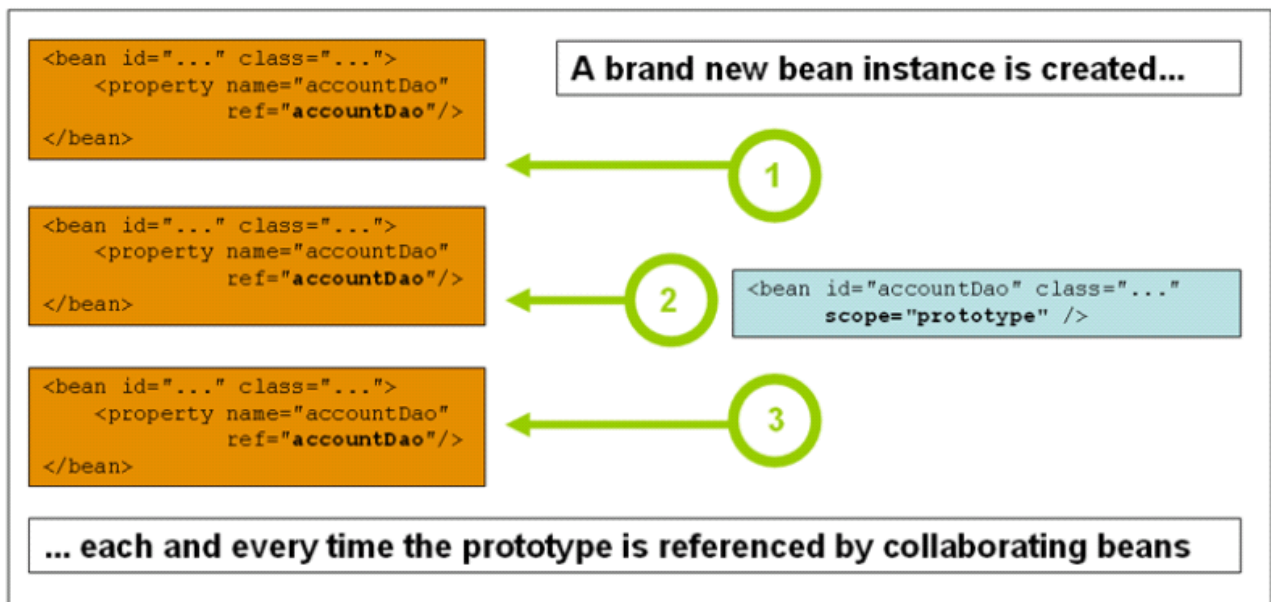 <bean id="..." class="...">
    <property name="accountDao"
              ref="accountDao"/>
</bean>
A brand new bean instance is created...
1
<bean id="..." class="...">
    <property name="accountDao"
              ref="accountDao"/>
</bean>
2
<bean id="accountDao" class="..."
      scope="prototype" />
<bean id="..." class="...">
    <property name="accountDao"
              ref="accountDao"/>
</bean>
3
... each and every time the prototype is referenced by collaborating beans